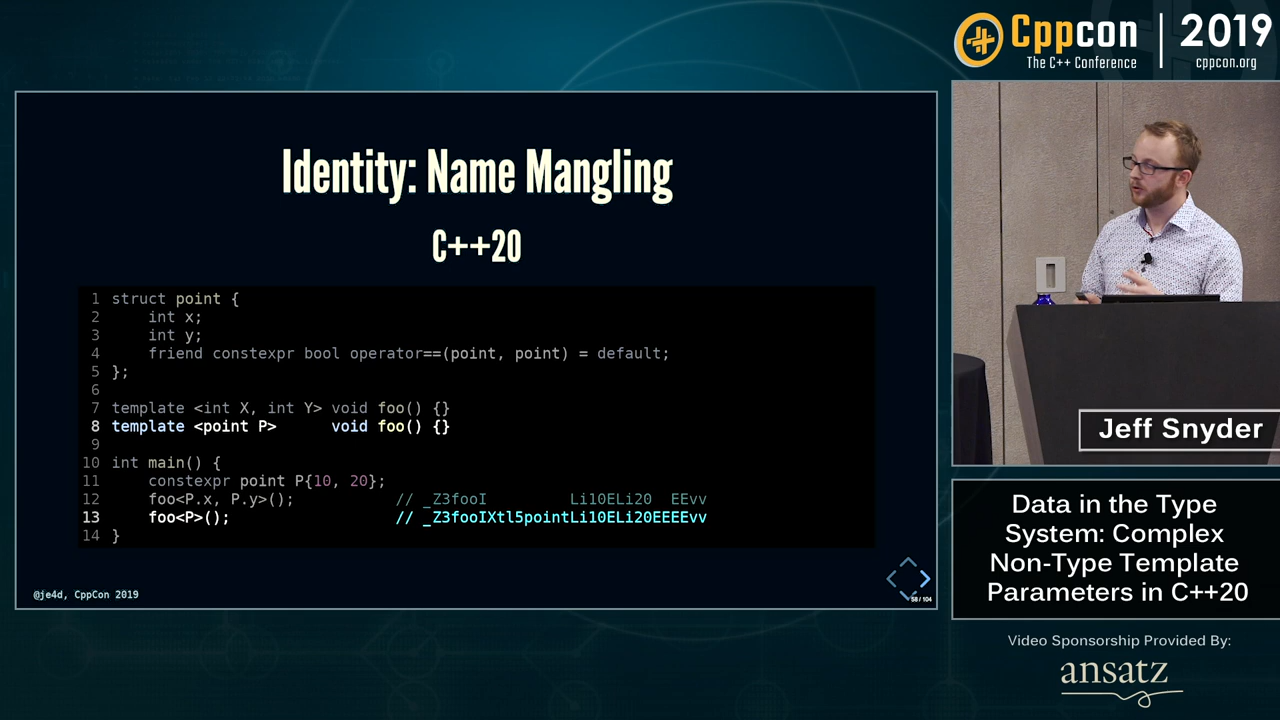 Cppcon | 2019
The C++ Conference
cppcon.org
Identity: Name Mangling
C++20
1 struct point {
2     int x;
3     int y;
4     friend constexpr bool operator==(point, point) = default;
5 };
6
7 template <int X, int Y> void foo() {}
8 template <point P>      void foo() {}
9
10 int main() {
11     constexpr point P{10, 20};
12     foo<P.x, P.y>();           // _Z3fooI         Li10ELi20  EEvv
13     foo<P>();                  // _Z3fooIXtl5pointLi10ELi20EEEEvv
14 }
@je4d, CppCon 2019
58 / 104
Jeff Snyder
Data in the Type
System: Complex
Non-Type Template
Parameters in C++20
Video Sponsorship Provided By:
ansatz